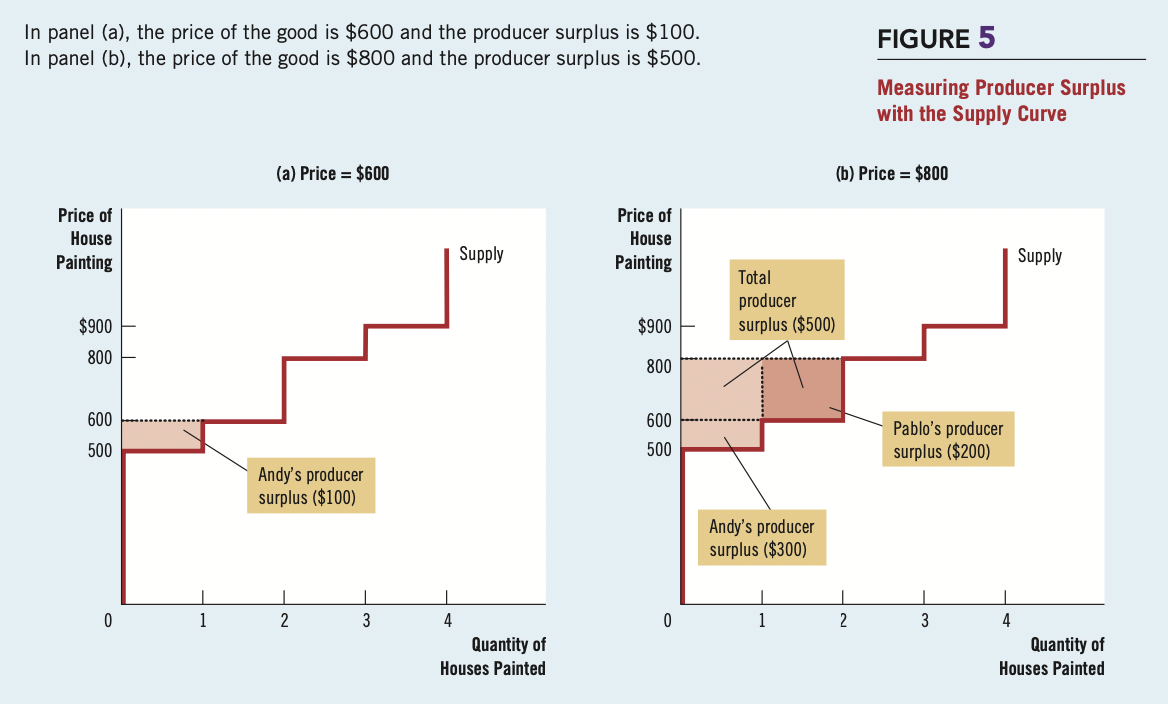 In panel (a), the price of the good is $600 and the producer surplus is $100.
In panel (b), the price of the good is $800 and the producer surplus is $500.
FIGURE 5
Measuring Producer Surplus
with the Supply Curve
(a) Price = $600
Price of
House
Painting
Supply
$900
800
600
500
Andy's producer
surplus ($100)
0
1
2
3
4
Quantity of
Houses Painted
(b) Price = $800
Price of
House
Painting
Supply
Total
producer
surplus ($500)
$900
800
600
500
Pablo's producer
surplus ($200)
Andy's producer
surplus ($300)
0
1
2
3
4
Quantity of
Houses Painted